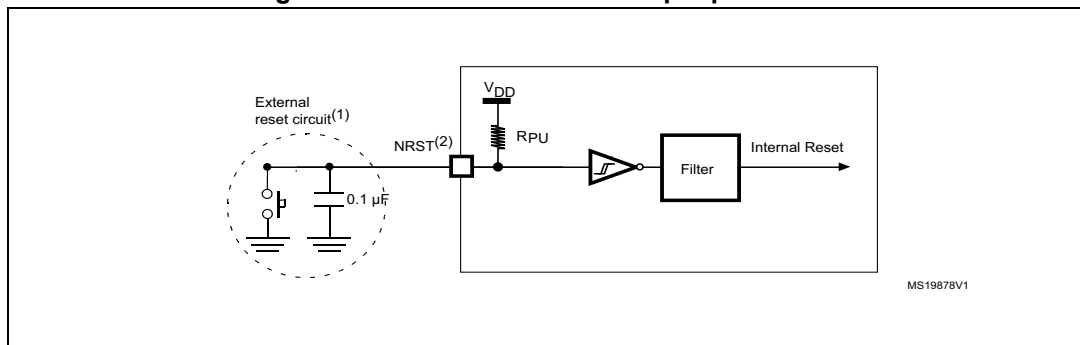 External
reset circuit(1)
VDD
RPU
NRST(2)
0.1 µF
Filter
Internal Reset
MS19878V1